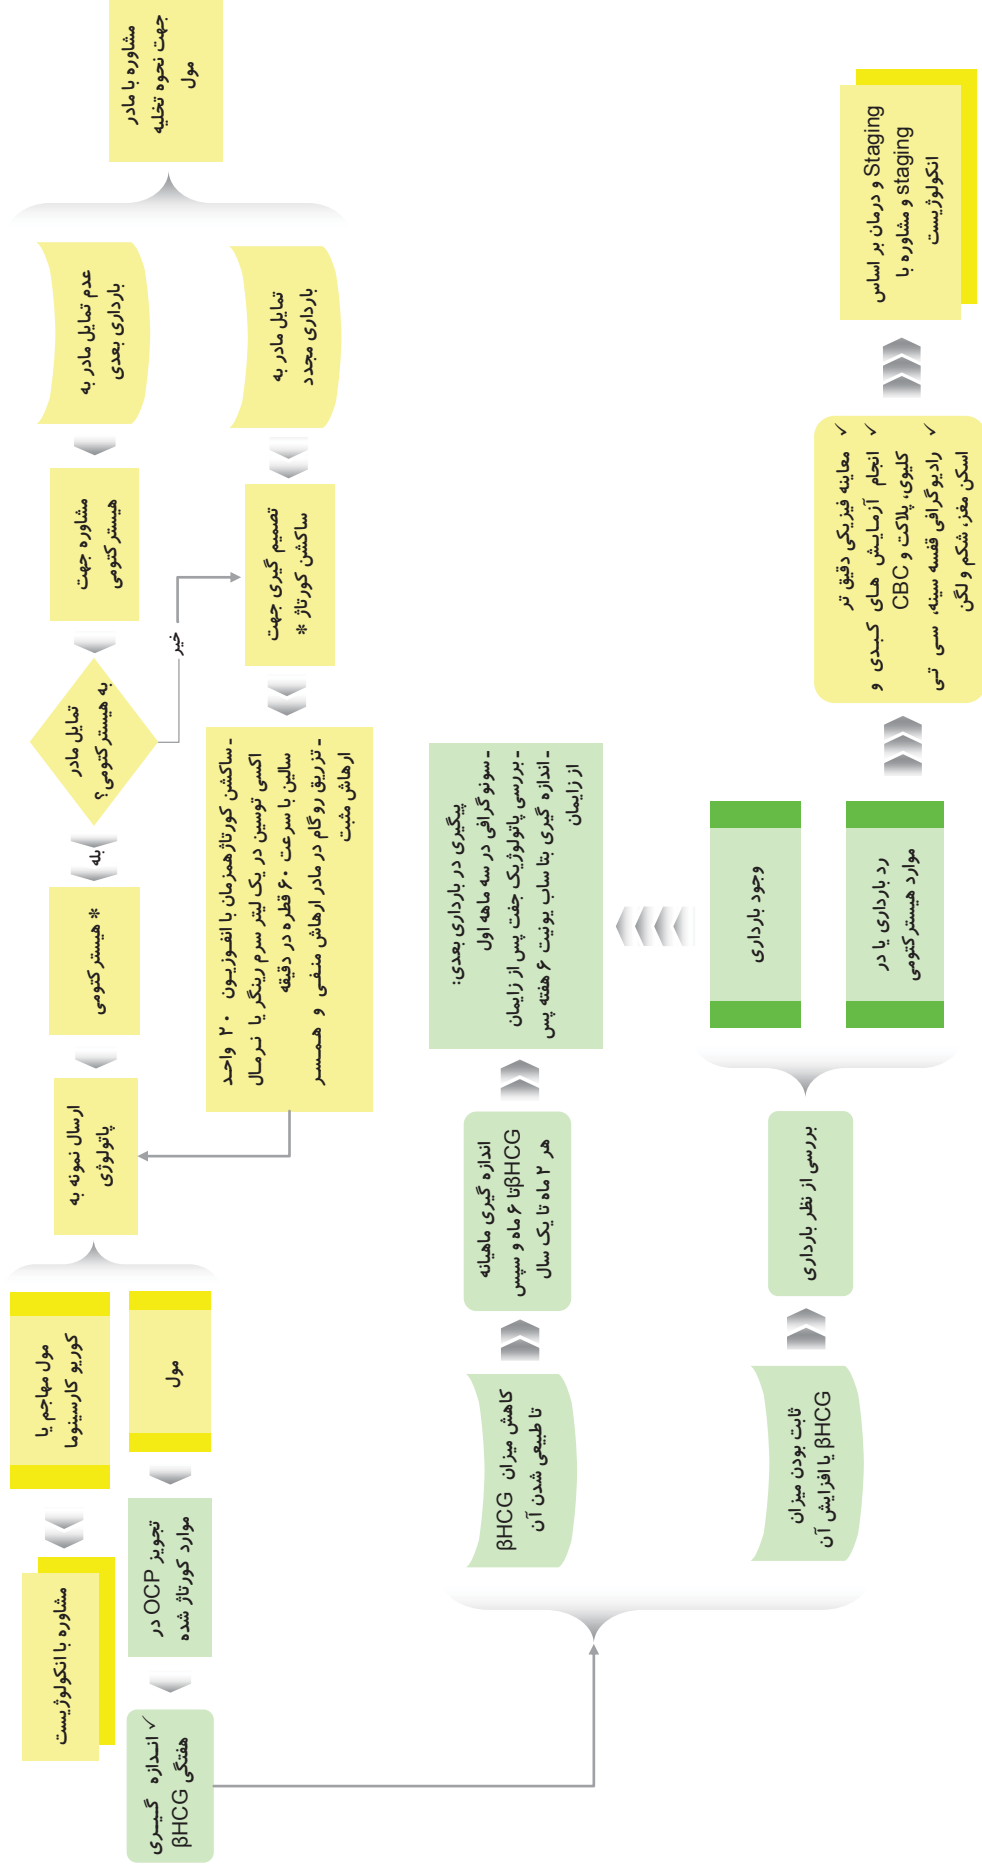 مشاوره با مادر
جهت نحوه تخلیه
مول
عدم تمایل مادر به
بارداری بعدی
تمایل مادر به
بارداری مجدد
مشاوره جهت
هیسترکتومی
تصمیم گیری جهت
ساکشن کورتاژ *
تمایل مادر
به هیسترکتومی؟
خیر
بله
* هیسترکتومی
- ساکشن کورتاژ همزمان با انفوزیون ۲۰ واحد
اکسی توسین در یک لیتر سرم رینگر یا نرمال
سالین با سرعت ۶۰ قطره در دقیقه
- تزریق روگام در مادر ارهاش منفی و همسر
ارهاش مثبت
ارسال نمونه به
پاتولوژی
مول مهاجم یا
کوریو کارسینوما
مول
مشاوره با انکولوژیست
تجویز OCP در
موارد کورتاژ شده
✓ اندازه گیری
هفتگی βHCG
کاهش میزان βHCG
تا طبیعی شدن آن
ثابت بودن میزان
βHCG یا افزایش آن
اندازه گیری ماهیانه
βHCG تا ۶ ماه و سپس
هر ۲ ماه تا یک سال
بررسی از نظر بارداری
پیگیری در بارداری بعدی:
- سونوگرافی در سه ماهه اول
- بررسی پاتولوژیک جفت پس از زایمان
- اندازه گیری بتا ساب یونیت ۶ هفته پس
از زایمان
وجود بارداری
رد بارداری یا در
موارد هیسترکتومی
✓ معاینه فیزیکی دقیق تر
✓ انجام آزمایش های کبدی و
کلیوی، پلاکت و CBC
✓ رادیوگرافی قفسه سینه، سی تی
اسکن مغز، شکم و لگن
Staging و درمان بر اساس
staging و مشاوره با
انکولوژیست